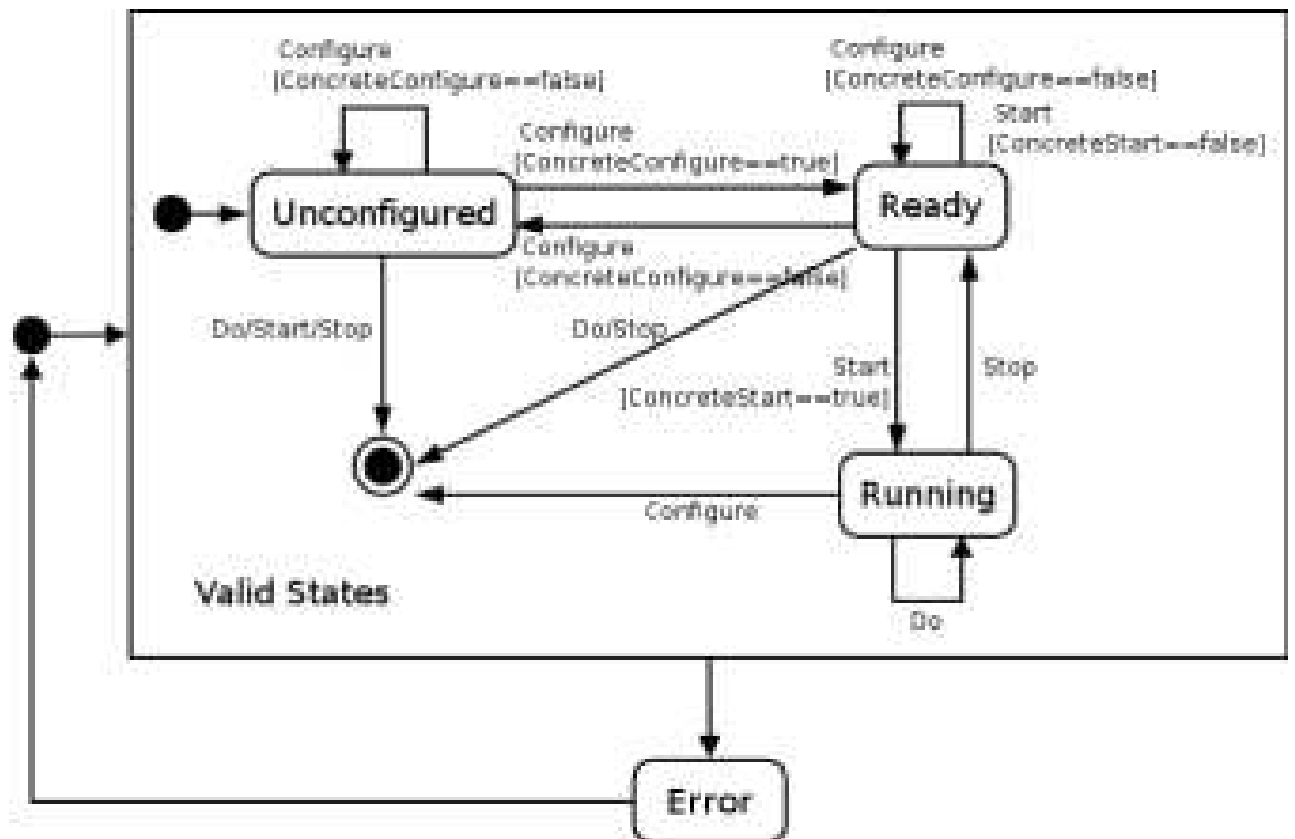 Configure
[ConcreteConfigure==false]
Configure
[ConcreteConfigure==false]
Start
[ConcreteStart==false]
Configure
[ConcreteConfigure==true]
Unconfigured
Ready
Configure
[ConcreteConfigure==false]
Do/Start/Stop
Do/Stop
Start
[ConcreteStart==true]
Stop
Running
Configure
Valid States
Do
Error